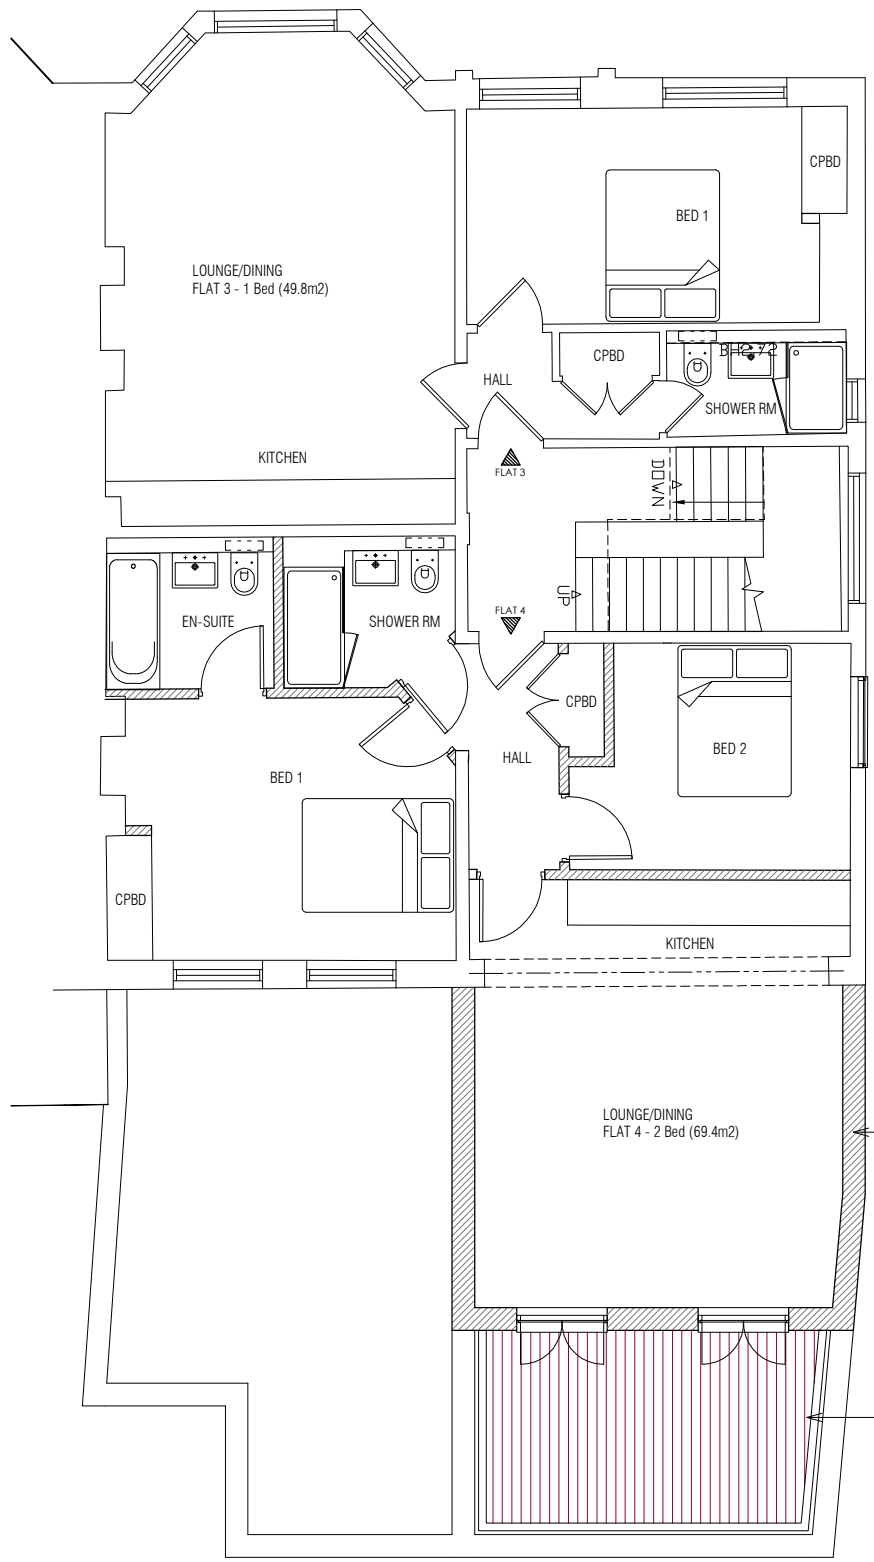 CPBD
BED 1
LOUNGE/DINING
FLAT 3 - 1 Bed (49.8m2)
CPBD
HALL
SHOWER RM
KITCHEN
FLAT 3
DOWN
UP
FLAT 4
EN-SUITE
SHOWER RM
CPBD
BED 2
HALL
BED 1
CPBD
KITCHEN
LOUNGE/DINING
FLAT 4 - 2 Bed (69.4m2)